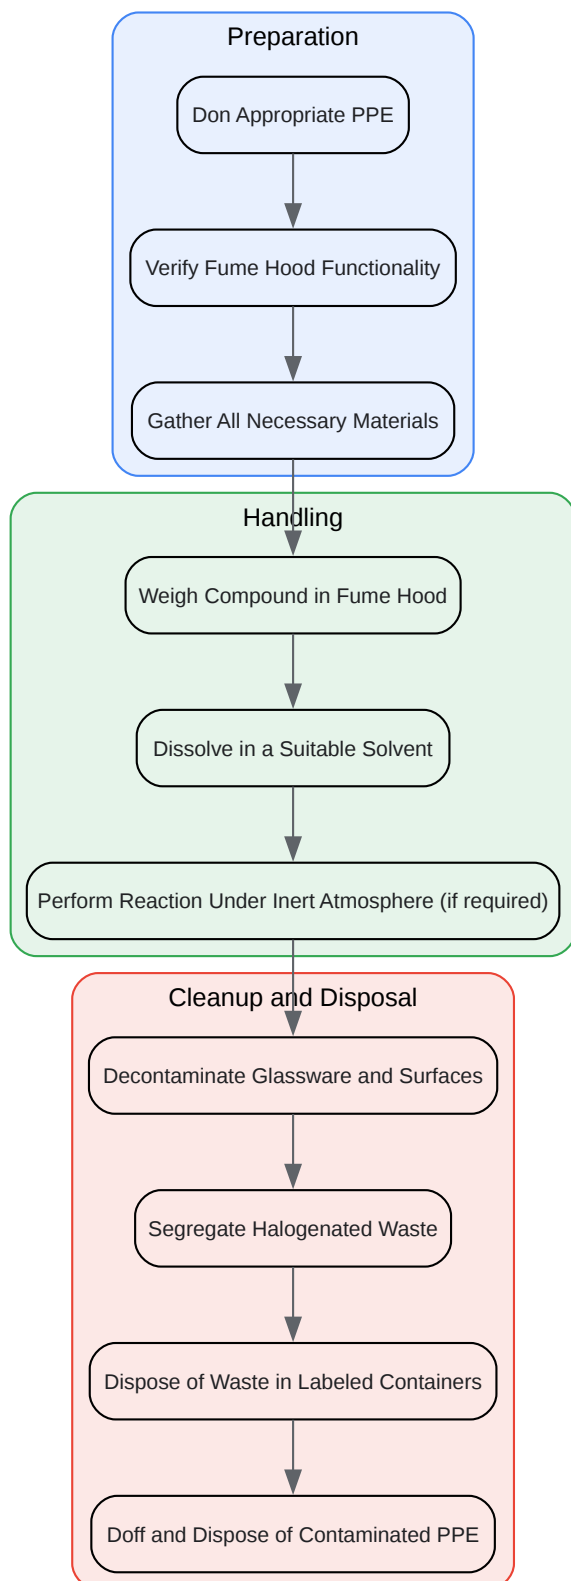 Preparation
Don Appropriate PPE
Verify Fume Hood Functionality
Gather All Necessary Materials
Handling
Weigh Compound in Fume Hood
Dissolve in a Suitable Solvent
Perform Reaction Under Inert Atmosphere (if required)
Cleanup and Disposal
Decontaminate Glassware and Surfaces
Segregate Halogenated Waste
Dispose of Waste in Labeled Containers
Doff and Dispose of Contaminated PPE